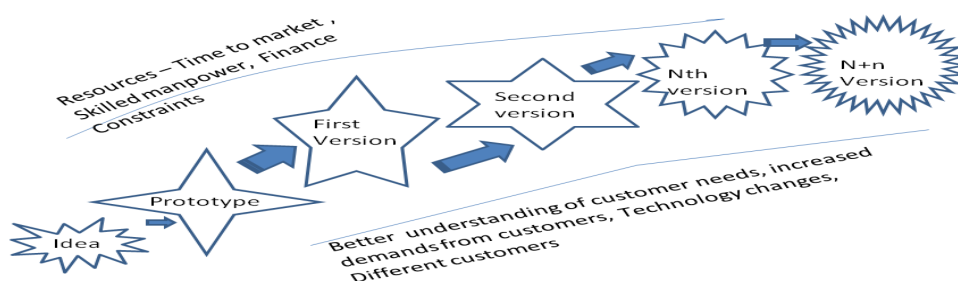 Resources – Time to market ,
Skilled manpower, Finance
Constraints
Idea
Prototype
First
Version
Second
version
Nth
version
N+n
Version
Better understanding of customer needs, increased
demands from customers, Technology changes,
Different customers